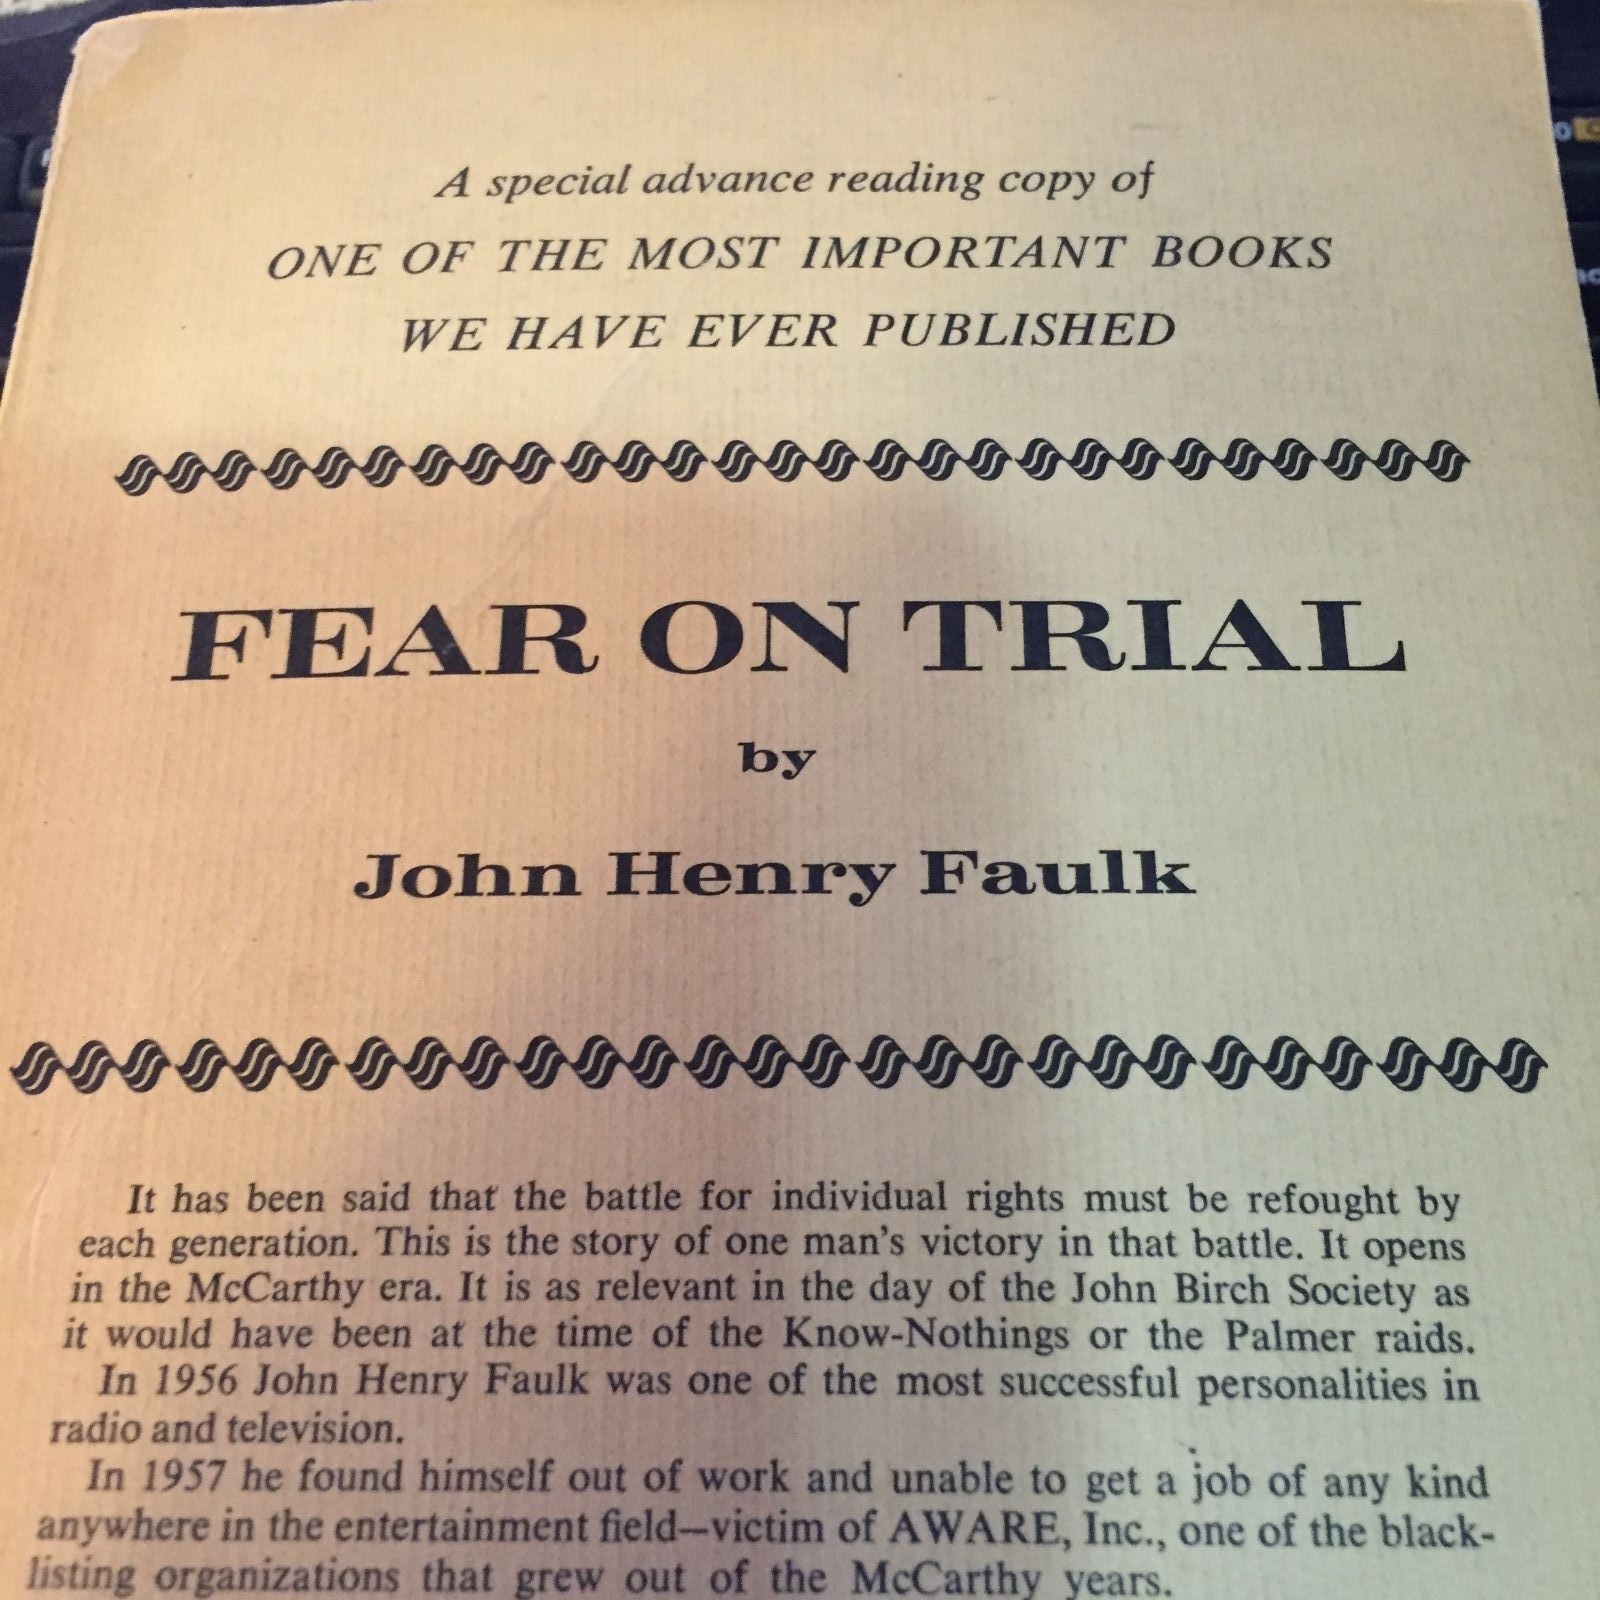 A special advance reading copy of
ONE OF THE MOST IMPORTANT BOOKS
WE HAVE EVER PUBLISHED
FEAR ON TRIAL
by
John Henry Faulk
It has been said that the battle for individual rights must be refought by
each generation. This is the story of one man's victory in that battle. It opens
in the McCarthy era. It is as relevant in the day of the John Birch Society as
it would have been at the time of the Know-Nothings or the Palmer raids.
In 1956 John Henry Faulk was one of the most successful personalities in
radio and television.
In 1957 he found himself out of work and unable to get a job of any kind
anywhere in the entertainment field—victim of AWARE, Inc., one of the black-
listing organizations that grew out of the McCarthy years.